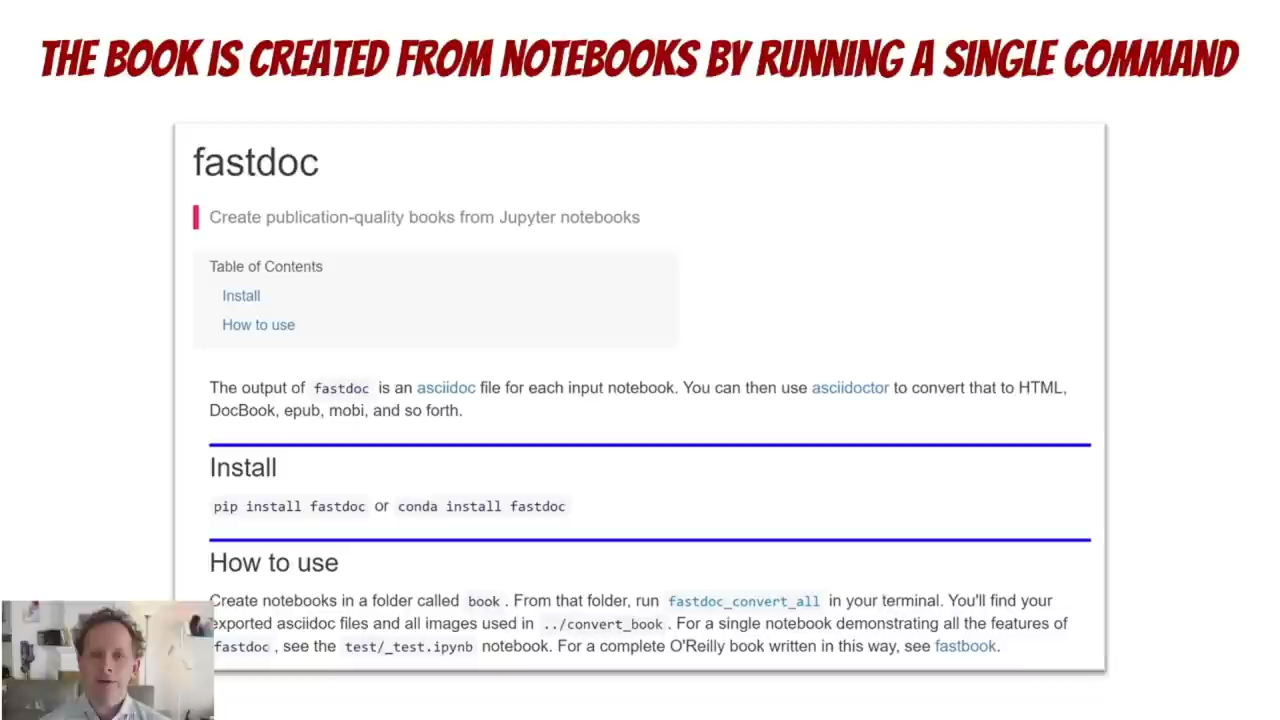 THE BOOK IS CREATED FROM NOTEBOOKS BY RUNNING A SINGLE COMMAND
fastdoc
Create publication-quality books from Jupyter notebooks
Table of Contents
Install
How to use
The output of fastdoc is an asciidoc file for each input notebook. You can then use asciidoctor to convert that to HTML,
DocBook, epub, mobi, and so forth.
Install
pip install fastdoc or conda install fastdoc
How to use
Create notebooks in a folder called book. From that folder, run fastdoc_convert_all in your terminal. You'll find your
exported asciidoc files and all images used in ../convert_book. For a single notebook demonstrating all the features of
fastdoc, see the test/_test.ipynb notebook. For a complete O'Reilly book written in this way, see fastbook.